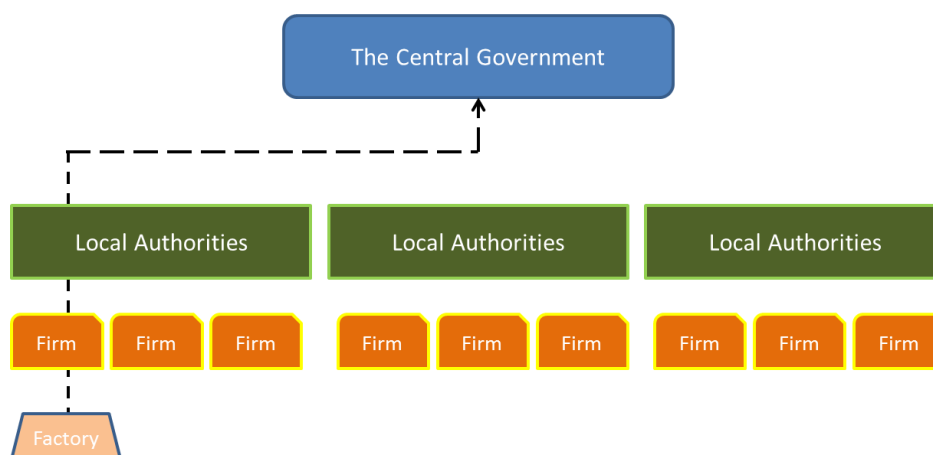 The Central Government
Local Authorities
Local Authorities
Local Authorities
Firm
Firm
Firm
Firm
Firm
Firm
Firm
Firm
Firm
Factory